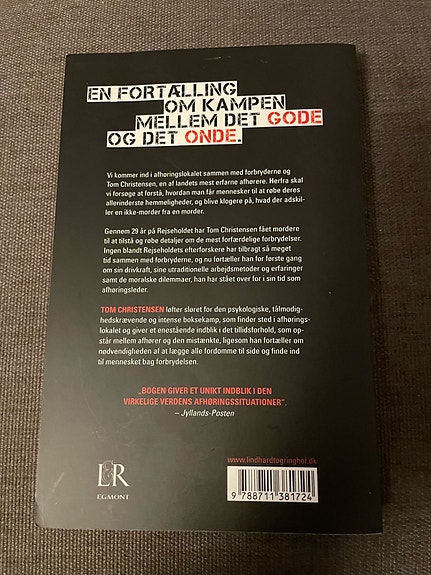 EN FORTÆLLING
OM KAMPEN
MELLEM DET GODE
OG DET ONDE.
Vi kommer ind i afhøringslokalet sammen med forbryderne og
Tom Christensen, en af landets mest erfarne afhørere. Herfra skal
vi forsøge at forstå, hvordan man får mennesker til at røbe deres
allerinderste hemmeligheder, og blive klogere på, hvad der adskil-
ler en ikke-morder fra en morder.
Gennem 29 år på Rejseholdet har Tom Christensen fået mordere
til at tilstå og røbe detaljer om de mest forfærdelige forbrydelser.
Ingen blandt Rejseholdets efterforskere har tilbragt så meget
tid sammen med forbryderne, og nu fortæller han for første gang
om sin drivkraft, sine utraditionelle arbejdsmetoder og erfaringer
samt de moralske dilemmaer, han har stået over for i sin tid som
afhøringsleder.
TOM CHRISTENSEN løfter sløret for den psykologiske, tålmodig-
hedskrævende og intense boksekamp, som finder sted i afhørings-
lokalet og giver et enestående indblik i det tillidsforhold, som op-
står mellem afhører og den mistænkte, ligesom han fortæller om
nødvendigheden af at lægge alle fordomme til side og finde ind
til mennesket bag forbrydelsen.
„BOGEN GIVER ET UNIKT INDBLIK I DEN
VIRKELIGE VERDENS AFHØRINGSSITUATIONER“.
– Jyllands-Posten
www.lindhardtogringhof.dk
L&R
EGMONT
9 788711 381724